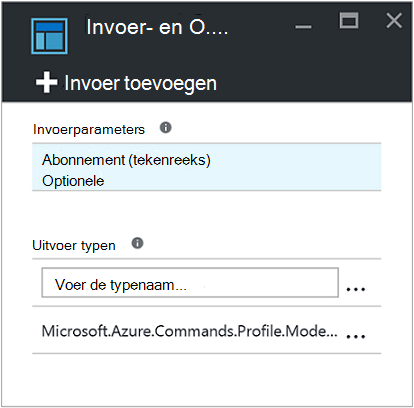 Invoer- en O....
Invoer toevoegen
Invoerparameters
Abonnement (tekenreeks)
Optionele
Uitvoer typen
Voer de typenaam...
...
Microsoft.Azure.Commands.Profile.Mode... ...